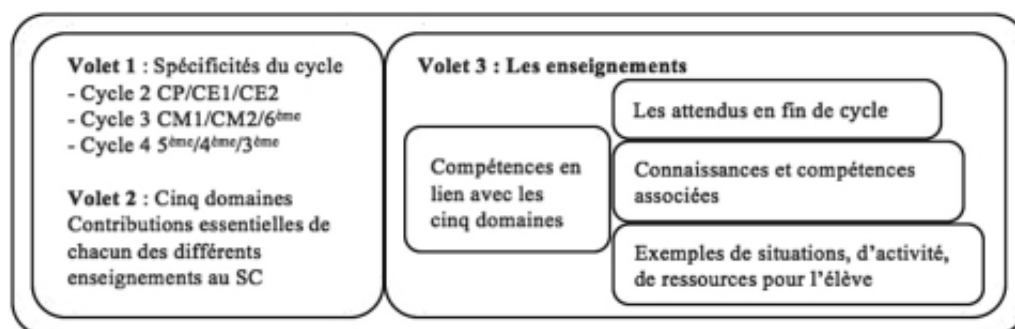 Volet 1 : Spécificités du cycle
- Cycle 2 CP/CE1/CE2
- Cycle 3 CM1/CM2/6ème
- Cycle 4 5ème/4ème/3ème
Volet 2 : Cinq domaines
Contributions essentielles de
chacun des différents
enseignements au SC
Volet 3 : Les enseignements
Compétences en
lien avec les
cinq domaines
Les attendus en fin de cycle
Connaissances et compétences
associées
Exemples de situations, d'activité,
de ressources pour l'élève